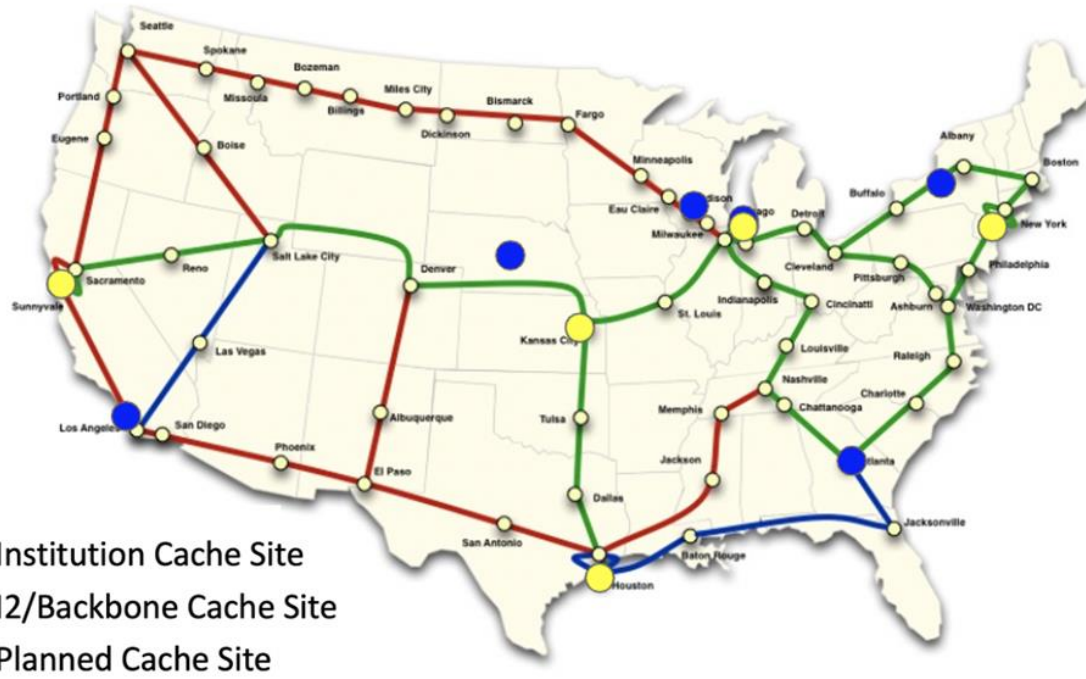 Seattle
Spokane
Bozeman
Missoula
Portland
Miles City
Billings
Bismarck
Fargo
Dickinson
Eugene
Boise
Albany
Boston
Minneapolis
Buffalo
dison
Eau Claire
ago
Detroit
New York
Milwaukee
Salt Lake City
Reno
Sacramento
Denver
Cleveland
Philadelphia
Pittsburgh
Sunnyvale
Indianapolis
Cincinatti
Ashburn
Washington DC
St. Louis
Kansas City
Las Vegas
Louisville
Raleigh
Nashville
Charlotte
Memphis
Chattanooga
Albuquerque
Tulsa
Los Angeles
San Diego
Phoenix
Jackson
tlanta
El Paso
Dallas
San Antonio
Jacksonville
Baton Rouge
Houston
Institution Cache Site
I2/Backbone Cache Site
Planned Cache Site